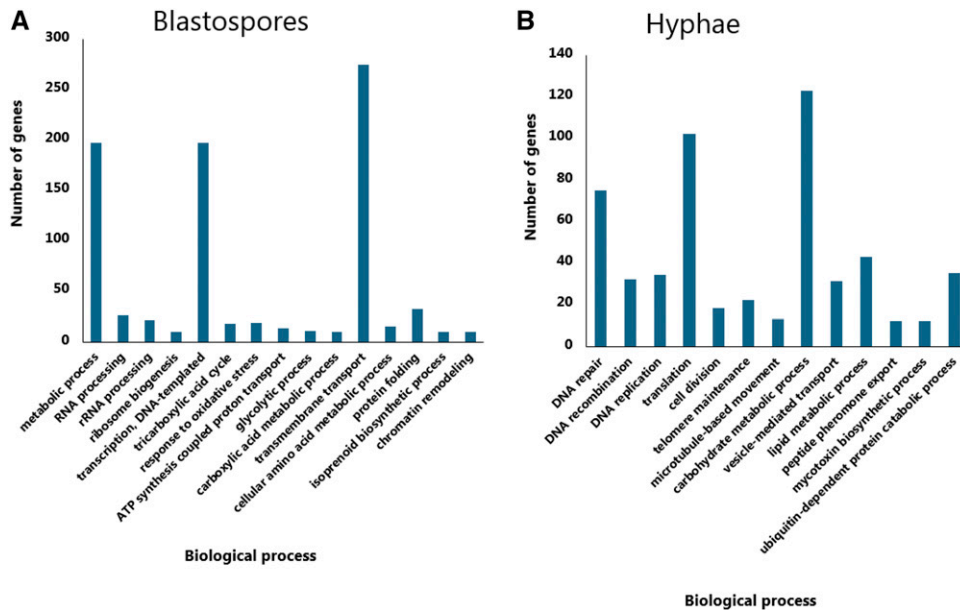 A
Blastospores
300
250
200
150
100
50
0
Number of genes
metabolic process
RNA processing
rRNA processing
ribosome biogenesis
transcription, DNA-templated
tricarboxylic acid cycle
response to oxidative stress
ATP synthesis coupled proton transport
glycolytic process
carboxylic acid metabolic process
transmembrane transport
cellular amino acid metabolic process
protein folding
isoprenoid biosynthetic process
chromatin remodeling
Biological process
B
Hyphae
140
120
100
80
60
40
20
0
Number of genes
DNA repair
DNA recombination
DNA replication
translation
cell division
telomere maintenance
microtubule-based movement
carbohydrate metabolic process
vesicle-mediated transport
lipid metabolic process
peptide pheromone export
mycotoxin biosynthetic process
ubiquitin-dependent protein catabolic process
Biological process